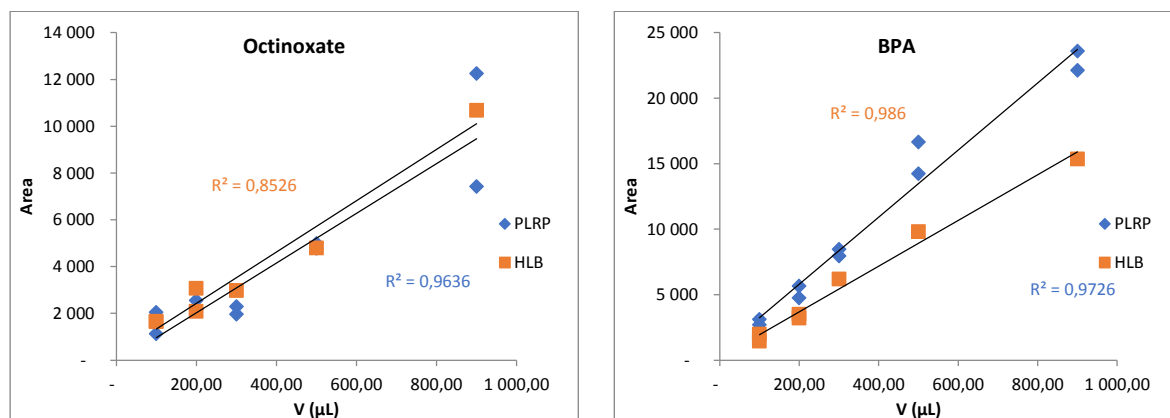 Octinoxate
14 000
12 000
10 000
8 000
6 000
4 000
2 000
-
Area
R² = 0,8526
R² = 0,9636
PLRP
HLB
- 200,00 400,00 600,00 800,00 1 000,00
V (µL)
BPA
25 000
20 000
15 000
10 000
5 000
-
Area
R² = 0,986
R² = 0,9726
PLRP
HLB
- 200,00 400,00 600,00 800,00 1 000,00
V (µL)